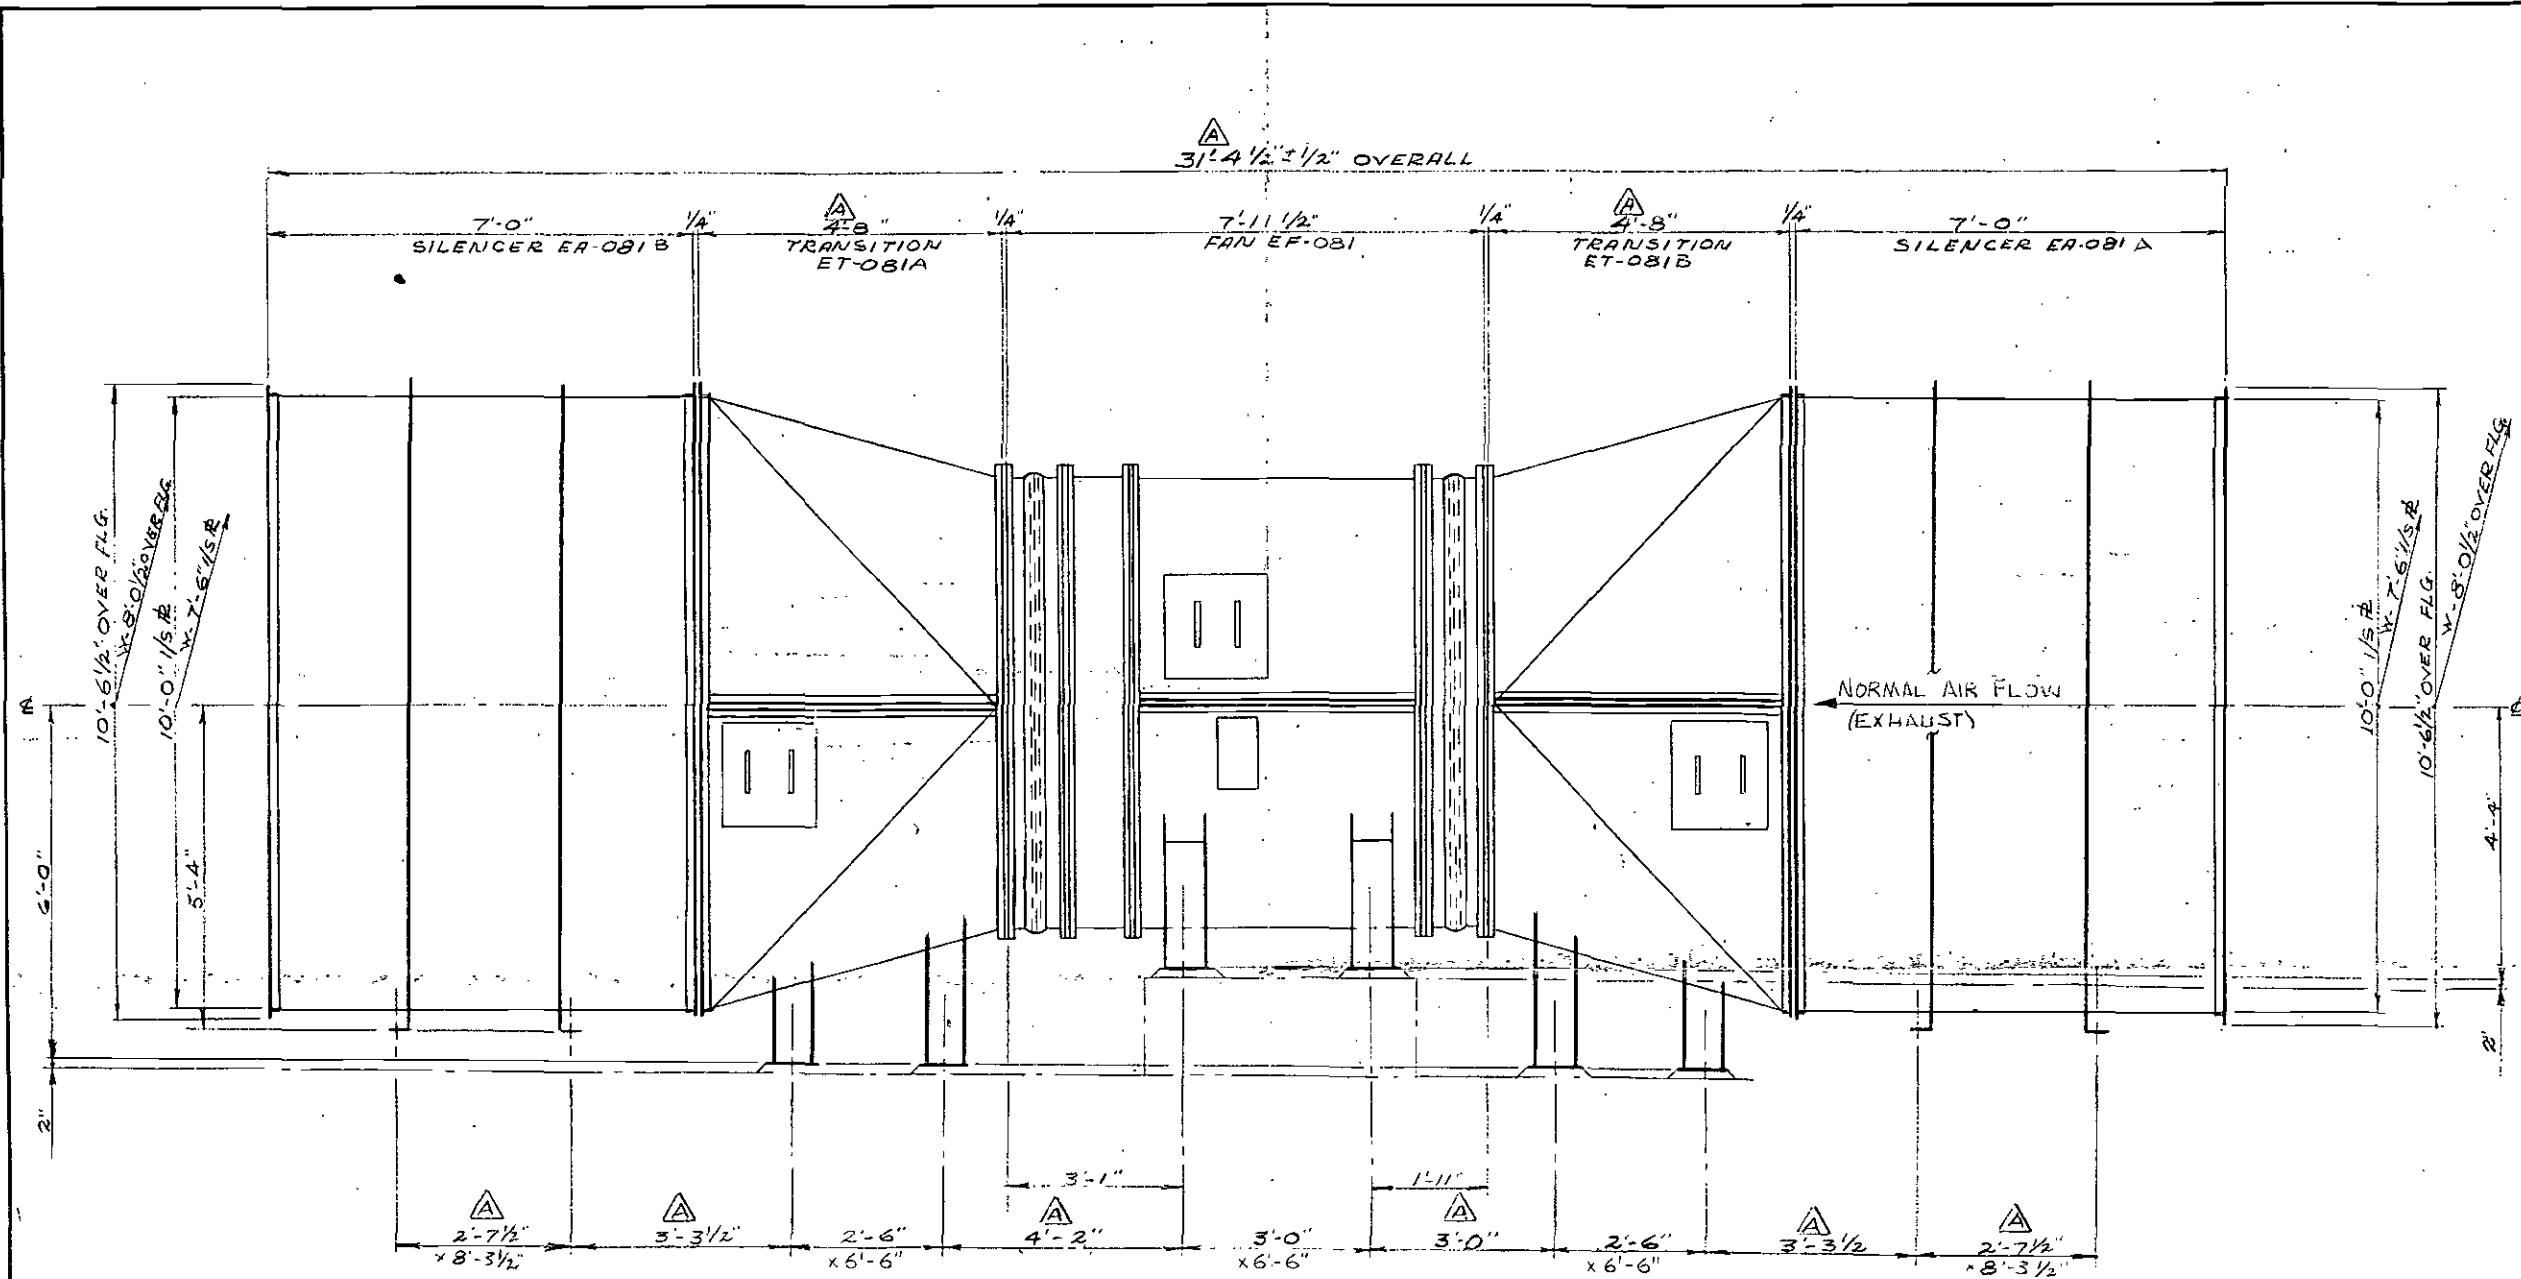 A
31'-4 1/2" ± 1/2" OVERALL
7'-0"
SILENCER EA-081B
1/4"
A
4'-8"
TRANSITION
ET-081A
1/4"
7'-11 1/2"
FAN EF-081
1/4"
A
4'-8"
TRANSITION
ET-081B
1/4"
7'-0"
SILENCER EA-081A
10'-6 1/2" OVER FLG.
W-8'-0 1/2" OVER FLG.
10'-0" I/S PL
W-7'-6" I/S PL
6'-0"
5'-4"
2"
NORMAL AIR FLOW
(EXHAUST)
10'-0" I/S PL
W-7'-6" I/S PL
10'-6 1/2" OVER FLG.
W-8'-0 1/2" OVER FLG
4'-4"
2"
3'-1"
1'-11"
A
2'-7 1/2"
x 8'-3 1/2"
A
3'-3 1/2"
2'-6"
x 6'-6"
A
4'-2"
3'-0"
x 6'-6"
A
3'-0"
2'-6"
x 6'-6"
A
3'-3 1/2
A
2'-7 1/2"
x 8'-3 1/2"